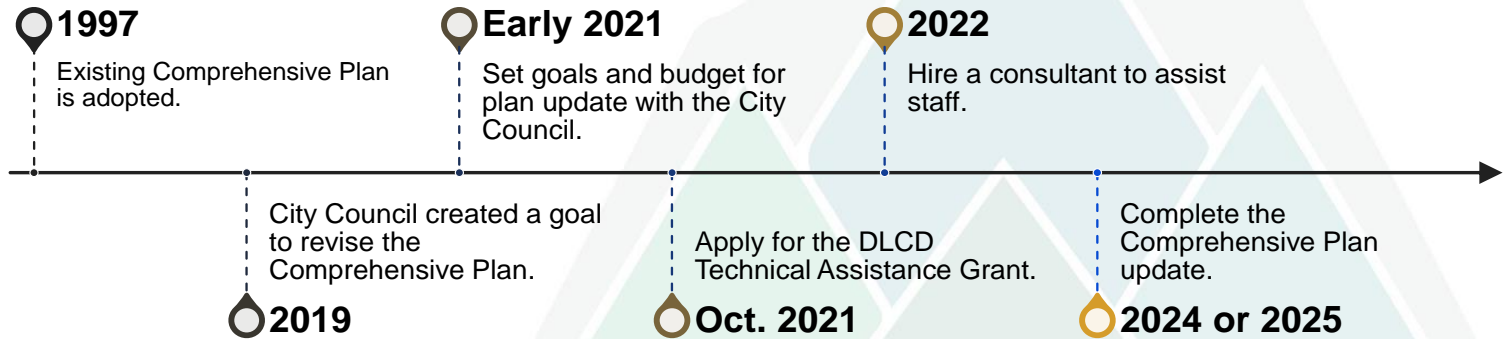 1997
Existing Comprehensive Plan
is adopted.
Early 2021
Set goals and budget for
plan update with the City
Council.
2022
Hire a consultant to assist
staff.
City Council created a goal
to revise the
Comprehensive Plan.
2019
Apply for the DLCD
Technical Assistance Grant.
Oct. 2021
Complete the
Comprehensive Plan
update.
2024 or 2025